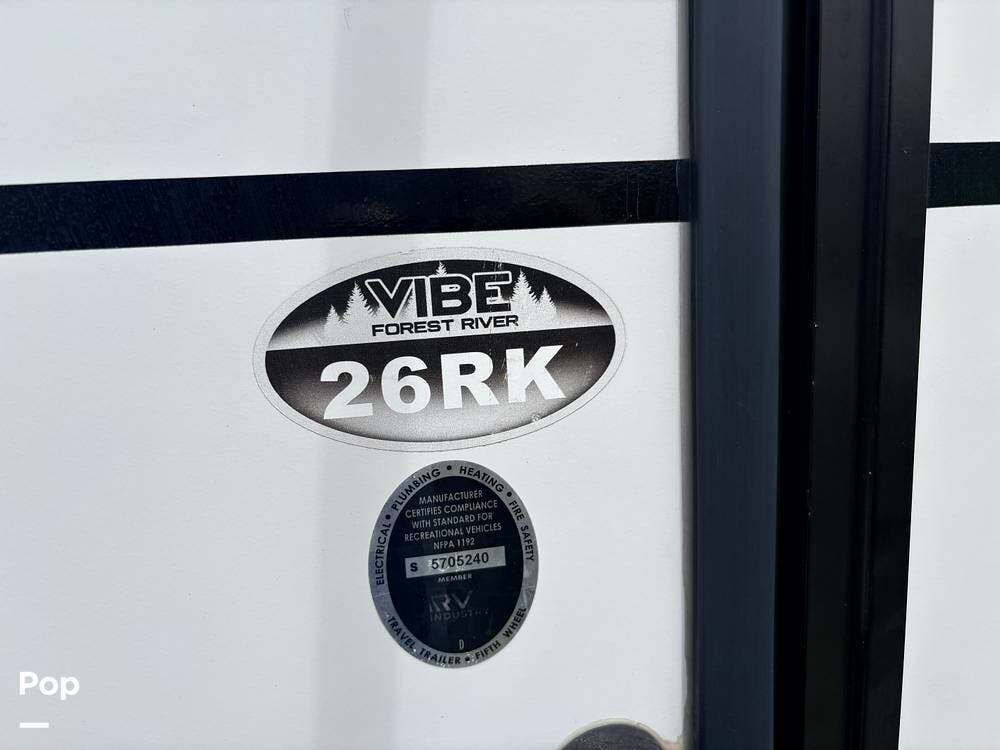 VIBE
FOREST RIVER
26RK
ELECTRICAL • PLUMBING • HEATING • FIRE SAFETY
MANUFACTURER
CERTIFIES COMPLIANCE
WITH STANDARD FOR
RECREATIONAL VEHICLES
NFPA 1192
S 5705240
MEMBER
RV
INDUSTRY
D
TRAVEL TRAILER • FIFTH WHEEL
Pop